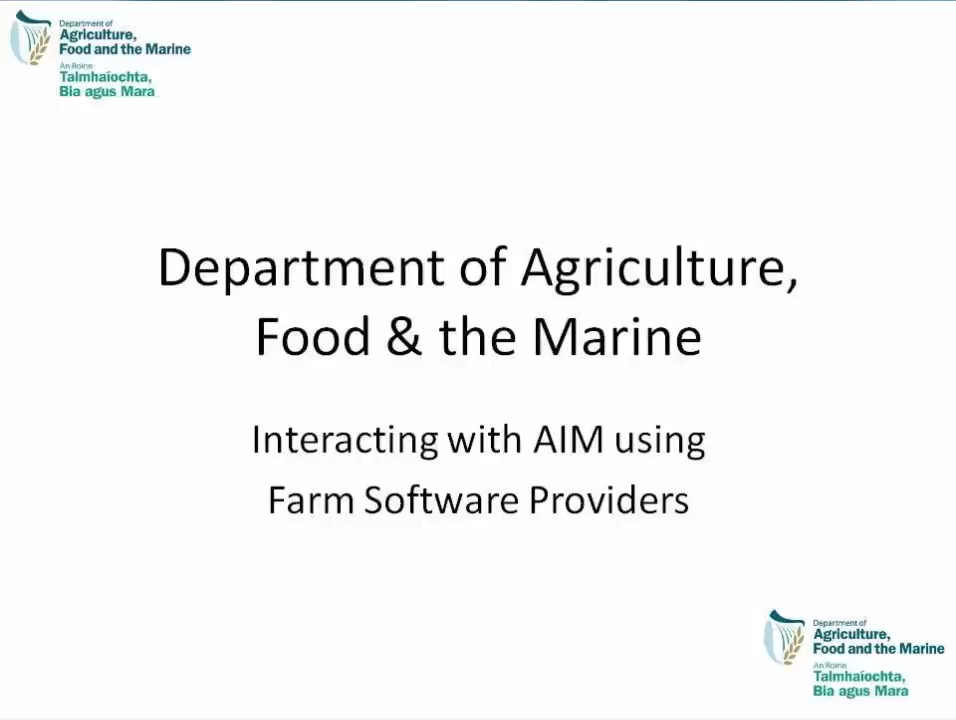 Department of
Agriculture,
Food and the Marine
An Roinn
Talmhaíochta,
Bia agus Mara
Department of Agriculture,
Food & the Marine
Interacting with AIM using
Farm Software Providers
Department of
Agriculture,
Food and the Marine
An Roinn
Talmhaíochta,
Bia agus Mara